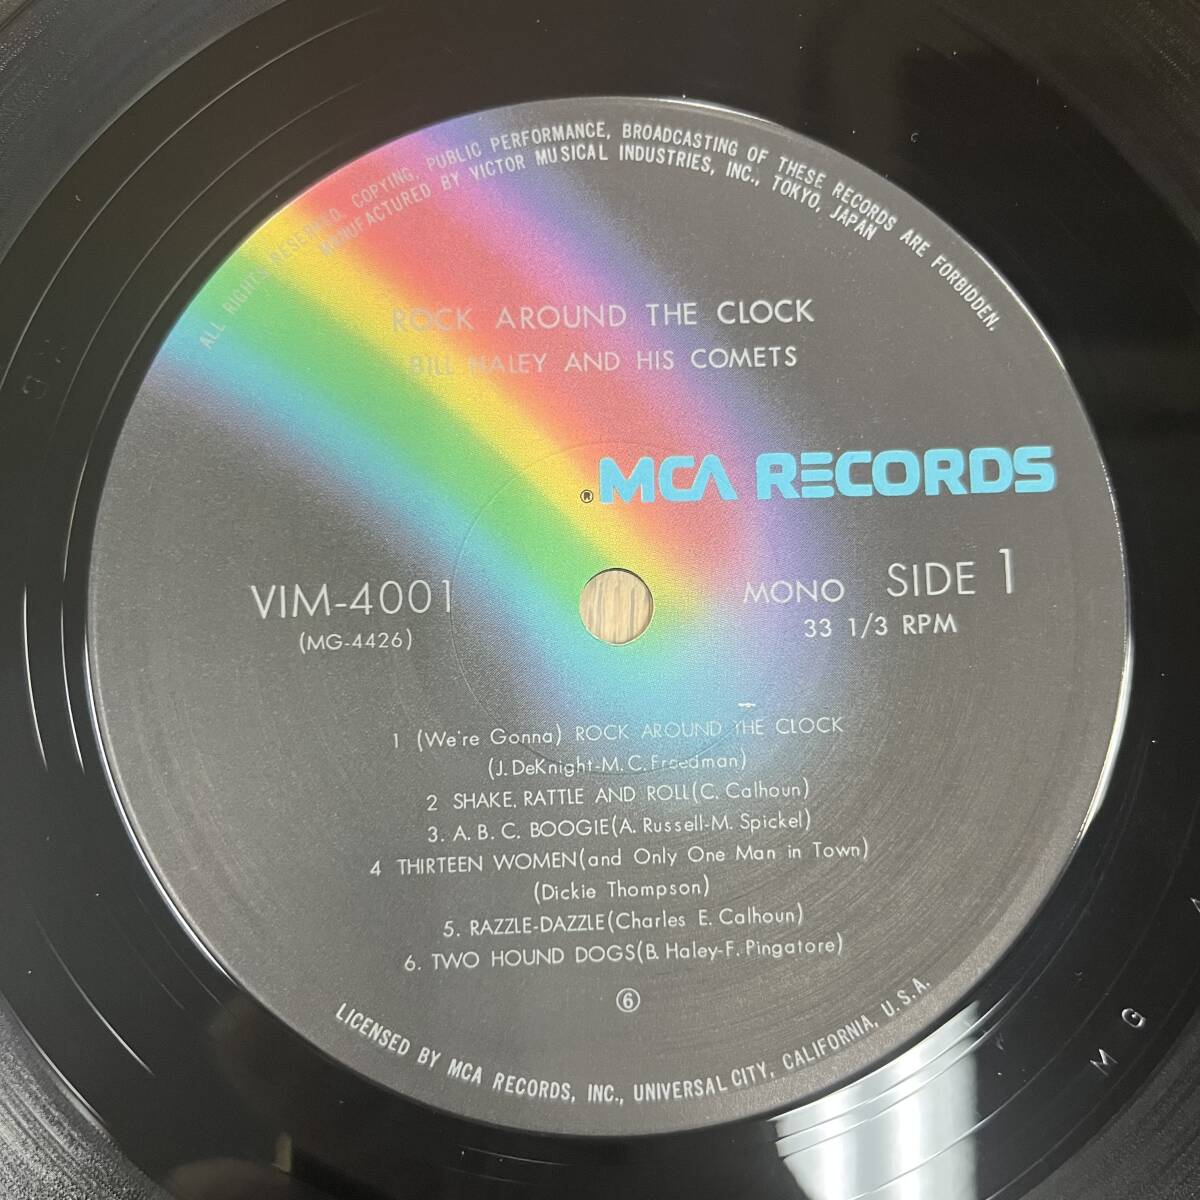 ALL RIGHTS RESERVED. COPYING, PUBLIC PERFORMANCE, BROADCASTING OF THESE RECORDS ARE FORBIDDEN.
MANUFACTURED BY VICTOR MUSICAL INDUSTRIES, INC., TOKYO, JAPAN
ROCK AROUND THE CLOCK
BILL HALEY AND HIS COMETS
® MCA RECORDS
VIM-4001
(MG-4426)
MONO SIDE 1
33 1/3 RPM
1 (We're Gonna) ROCK AROUND THE CLOCK
(J. DeKnight-M. C. Freedman)
2 SHAKE, RATTLE AND ROLL(C. Calhoun)
3. A. B. C. BOOGIE(A. Russell-M. Spickel)
4 THIRTEEN WOMEN(and Only One Man in Town)
(Dickie Thompson)
5. RAZZLE-DAZZLE(Charles E. Calhoun)
6. TWO HOUND DOGS(B. Haley-F. Pingatore)
⑥
LICENSED BY MCA RECORDS, INC., UNIVERSAL CITY, CALIFORNIA, U.S.A.
M G